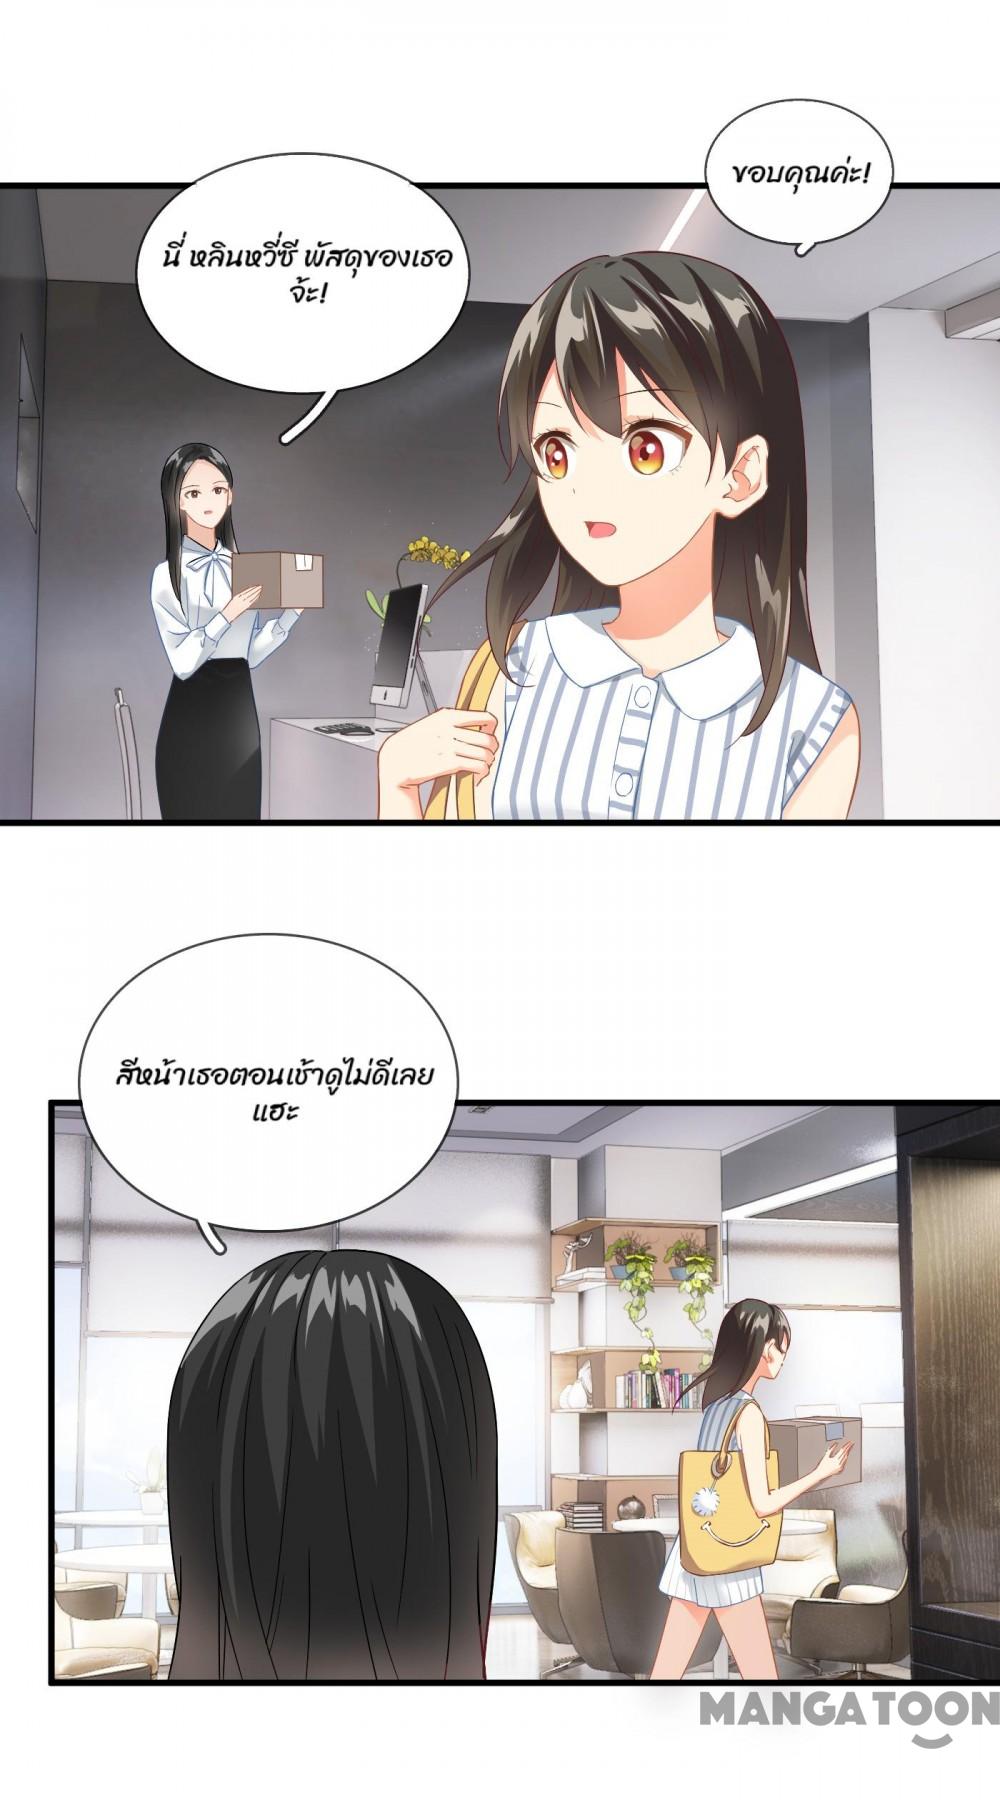 ขอบคุณค่ะ!
นี่ หลินหวี่ซี พัสดุของเธอ
จ้ะ!
สีหน้าเธอตอนเช้าดูไม่ดีเลย
แฮะ
MANGATOON